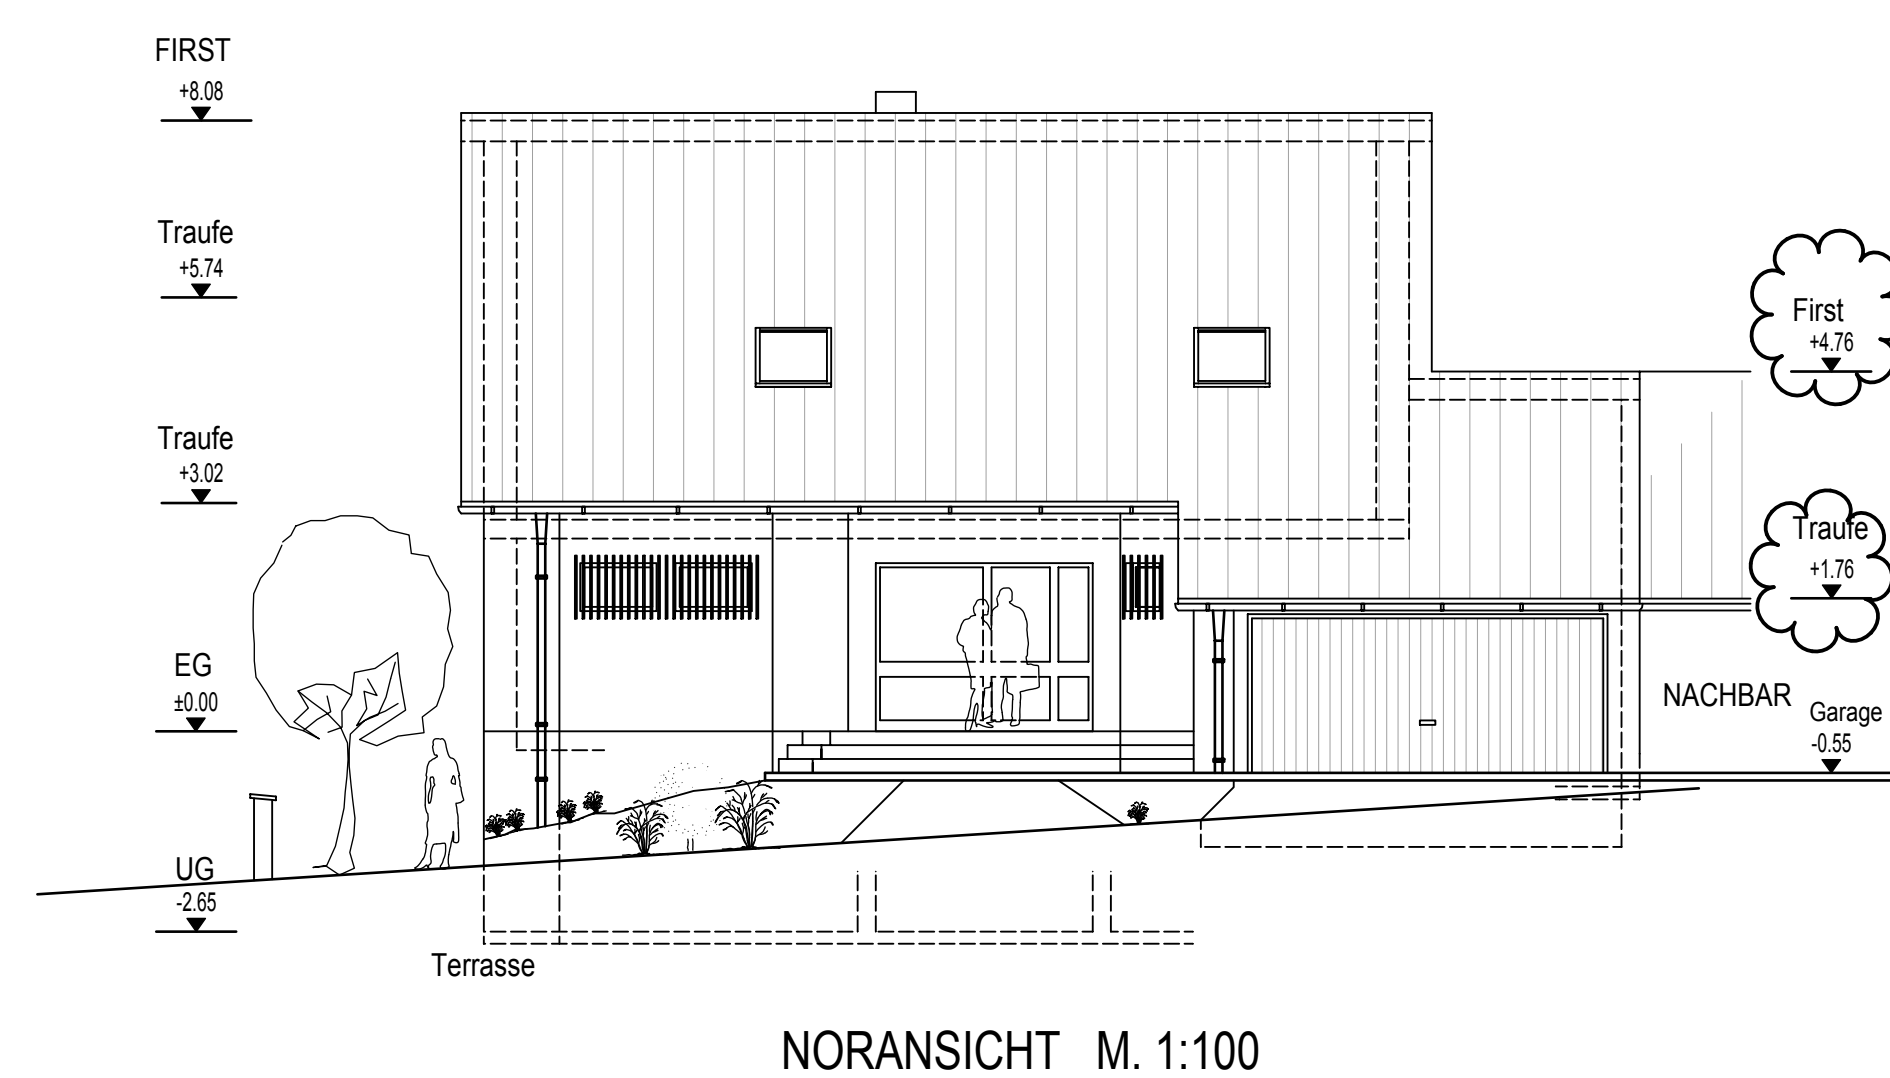 FIRST
+8.08
Traufe
+5.74
Traufe
+3.02
EG
±0.00
UG
-2.65
Terrasse
First
+4.76
Traufe
+1.76
NACHBAR
Garage
-0.55
NORANSICHT M. 1:100